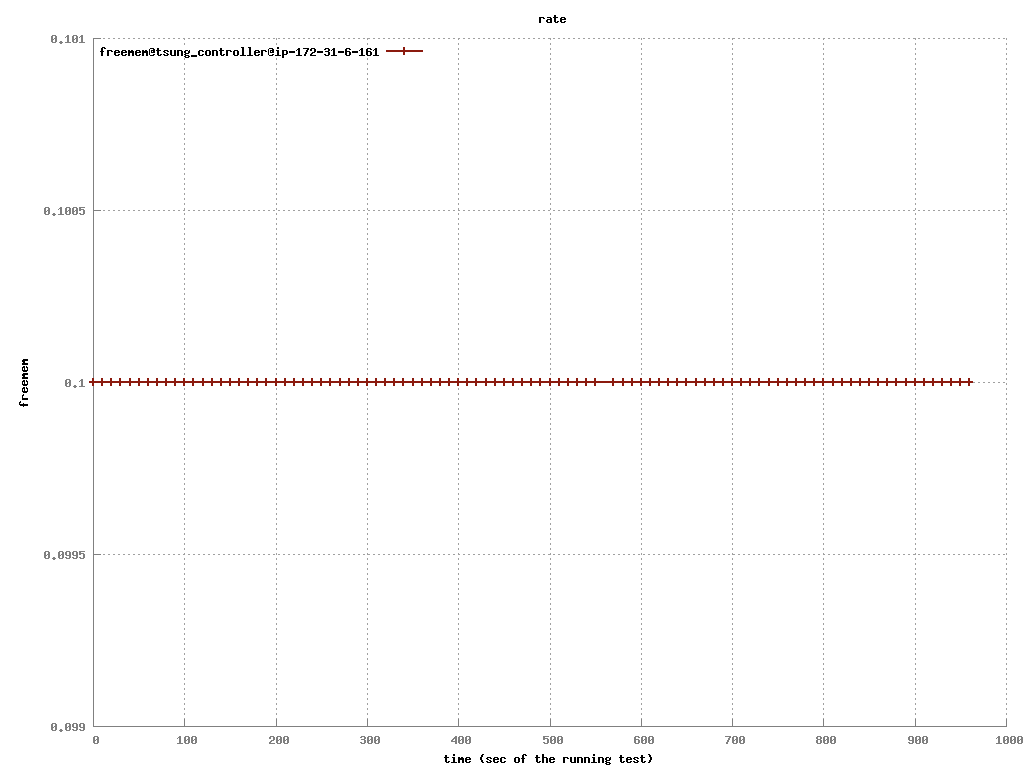 rate
0.101
freemem@tsung_controller@ip-172-31-6-161
0.1005
0.1
0.0995
0.099
freemem
0 100 200 300 400 500 600 700 800 900 1000
time (sec of the running test)